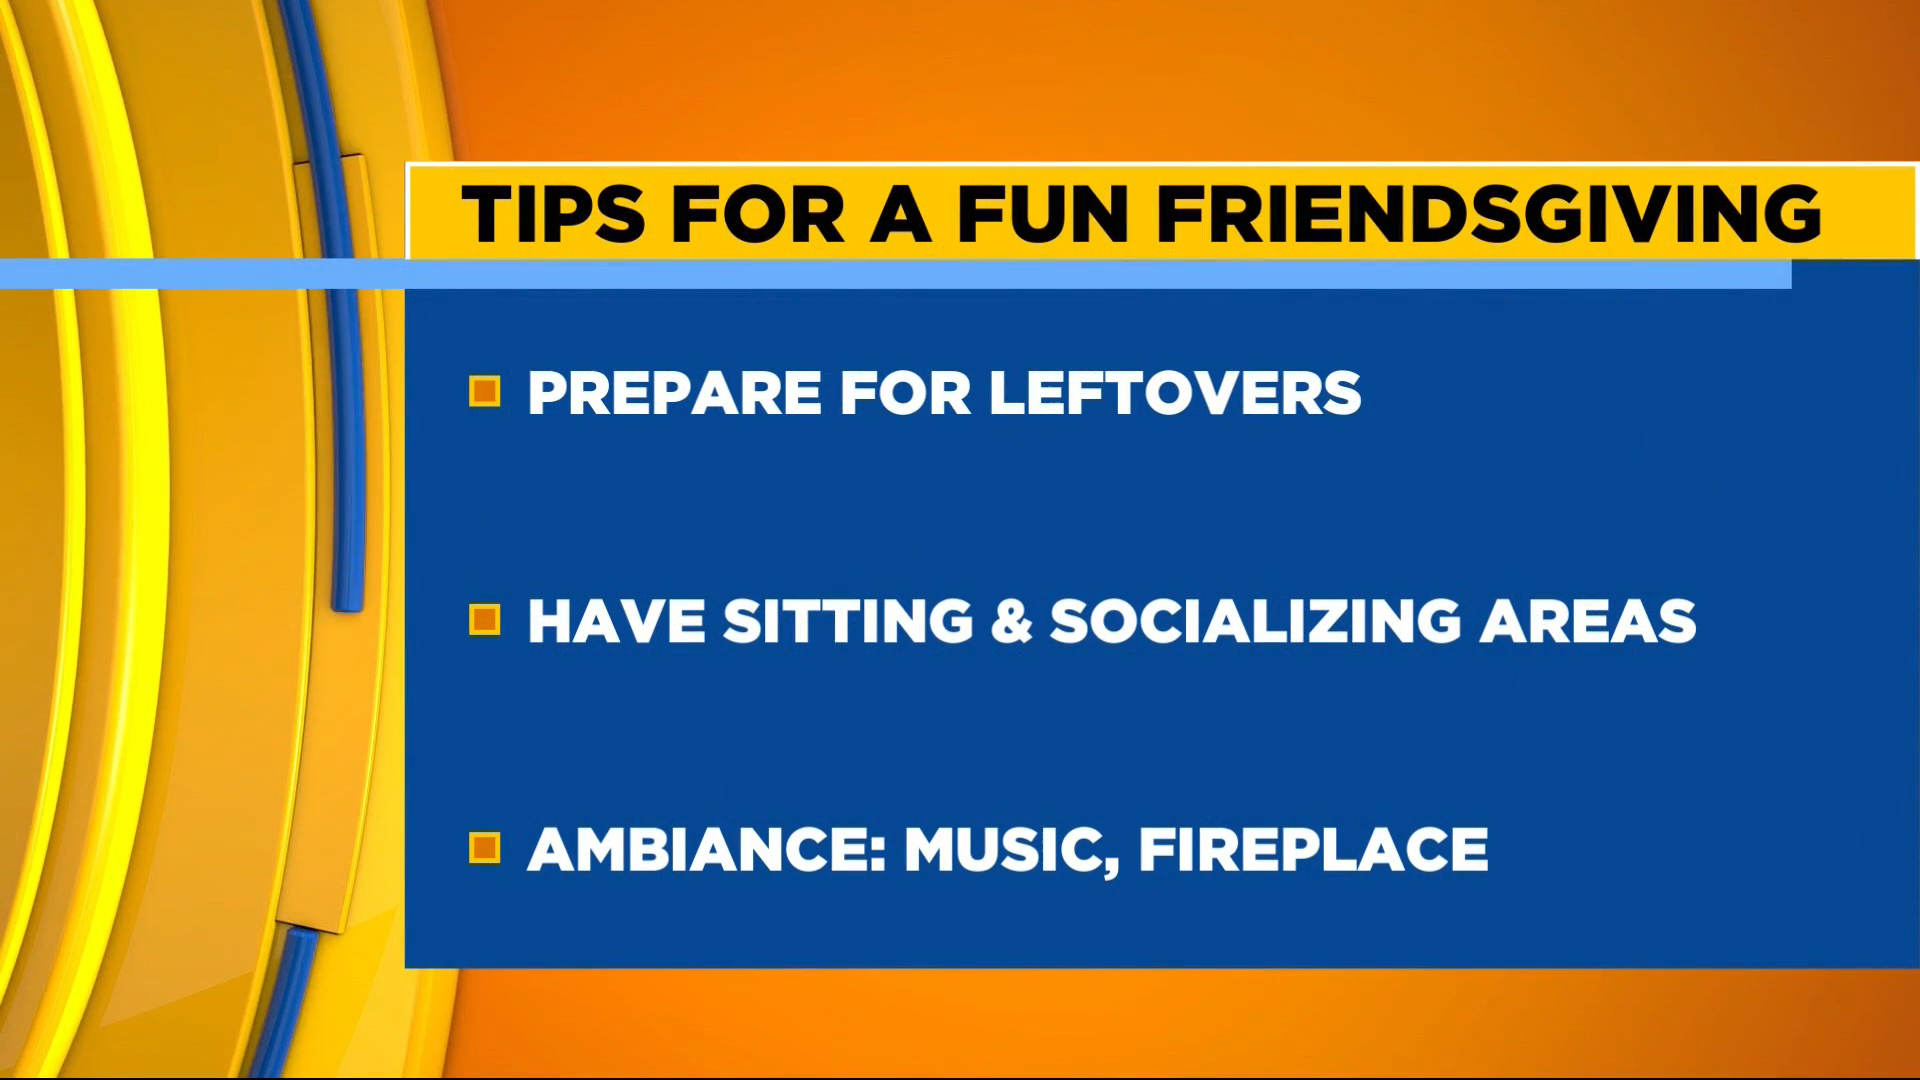 TIPS FOR A FUN FRIENDSGIVING
PREPARE FOR LEFTOVERS
HAVE SITTING & SOCIALIZING AREAS
AMBIANCE: MUSIC, FIREPLACE